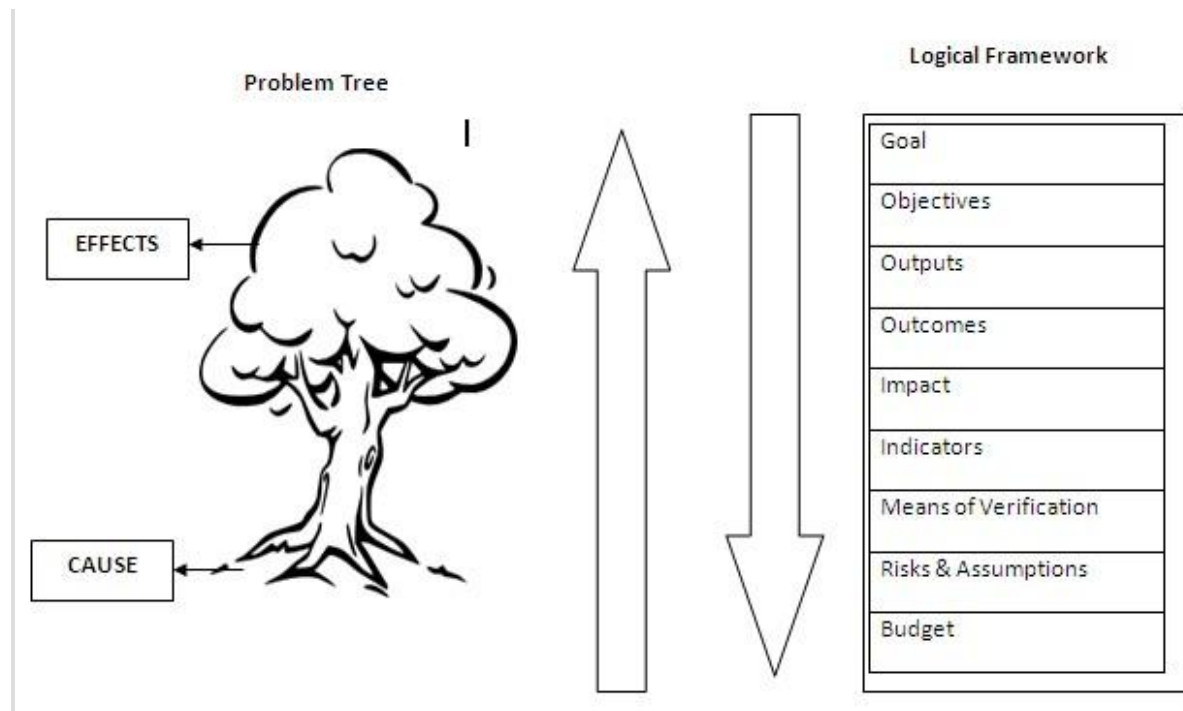 Logical Framework
Problem Tree
Goal
Objectives
EFFECTS
Outputs
Outcomes
Impact
Indicators
Means of Verification
CAUSE
Risks & Assumptions
Budget